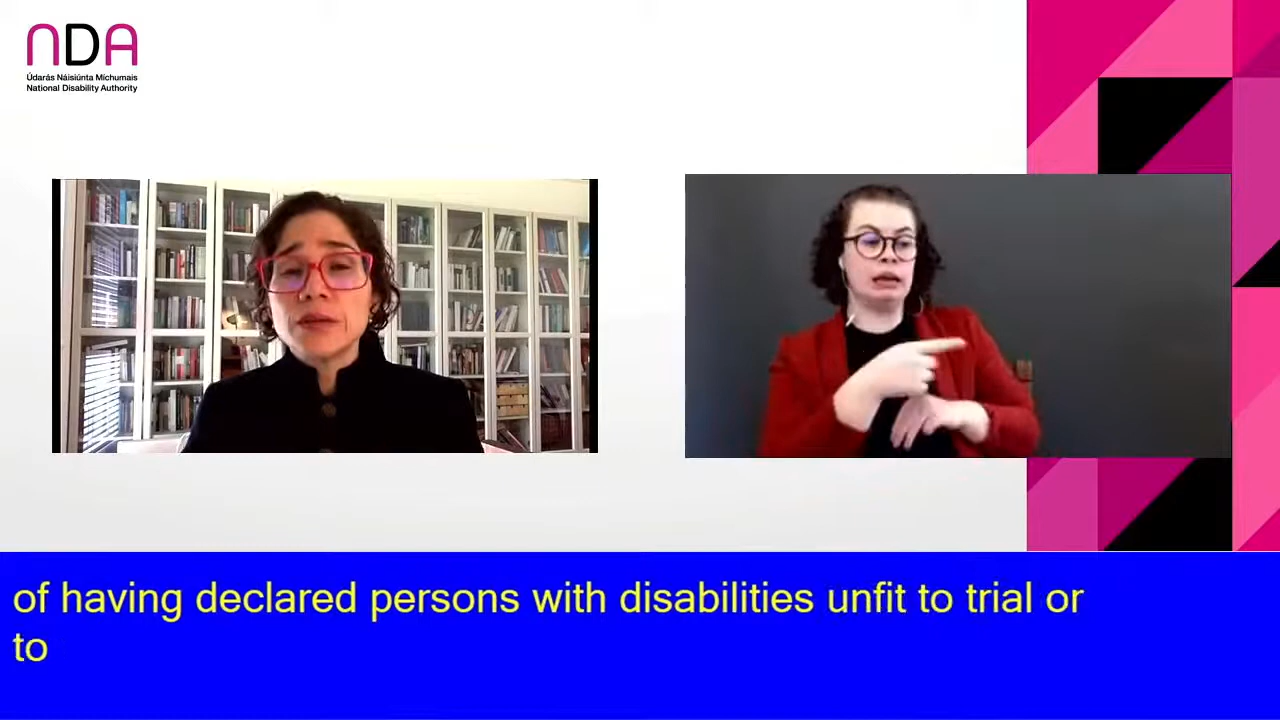 NDA
Údarás Náisiúnta Míchumais
National Disability Authority
of having declared persons with disabilities unfit to trial or
to